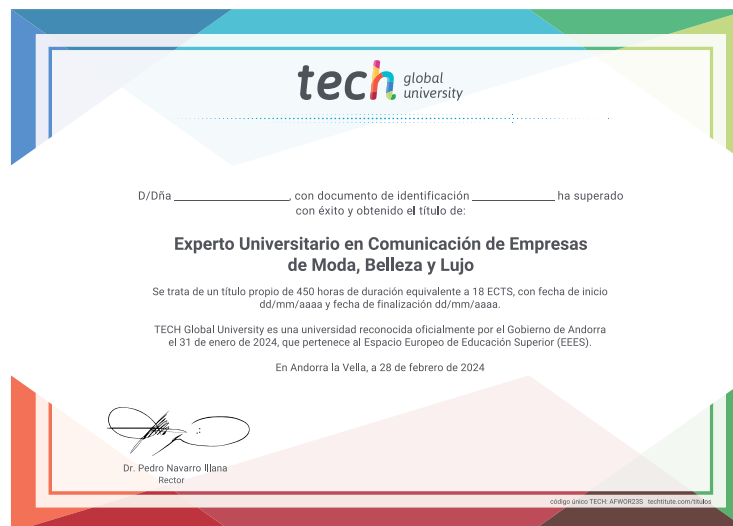 tech global university
D/Dña ________________, con documento de identificación ____________ ha superado
con éxito y obtenido el título de:
Experto Universitario en Comunicación de Empresas
de Moda, Belleza y Lujo
Se trata de un título propio de 450 horas de duración equivalente a 18 ECTS, con fecha de inicio
dd/mm/aaaa y fecha de finalización dd/mm/aaaa.
TECH Global University es una universidad reconocida oficialmente por el Gobierno de Andorra
el 31 de enero de 2024, que pertenece al Espacio Europeo de Educación Superior (EEES).
En Andorra la Vella, a 28 de febrero de 2024
Dr. Pedro Navarro Illana
Rector
código único TECH: AFWOR23S techtitute.com/titulos